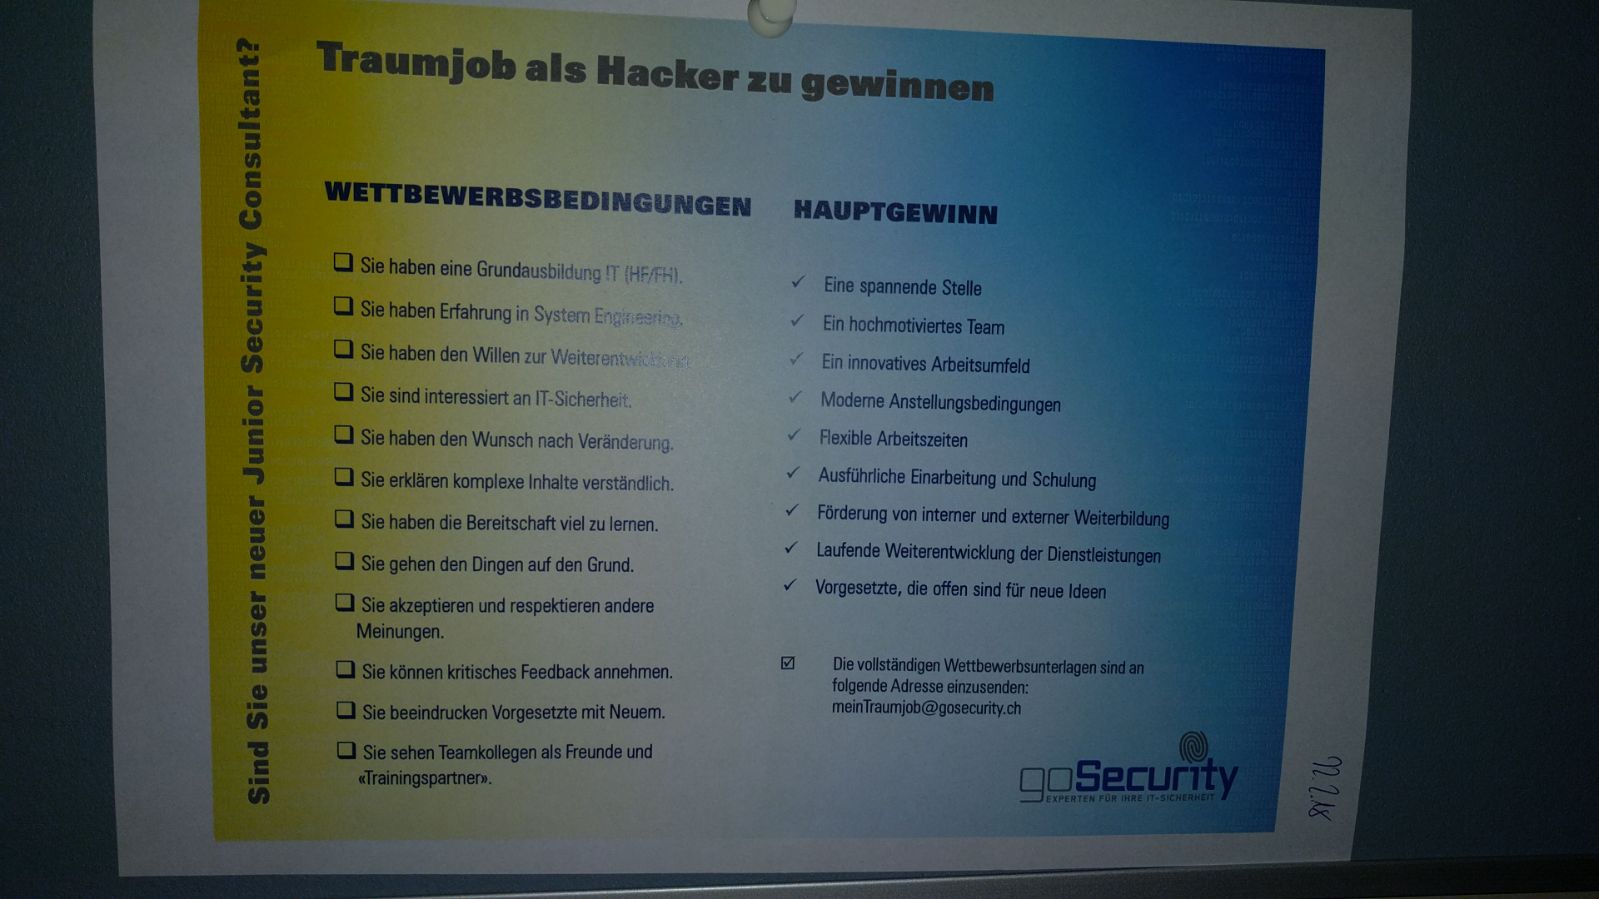 Sind Sie unser neuer Junior Security Consultant?
Traumjob als Hacker zu gewinnen
WETTBEWERBSBEDINGUNGEN
❏ Sie haben eine Grundausbildung IT (HF/FH).
❏ Sie haben Erfahrung in System Engineering.
❏ Sie haben den Willen zur Weiterentwicklung.
❏ Sie sind interessiert an IT-Sicherheit.
❏ Sie haben den Wunsch nach Veränderung.
❏ Sie erklären komplexe Inhalte verständlich.
❏ Sie haben die Bereitschaft viel zu lernen.
❏ Sie gehen den Dingen auf den Grund.
❏ Sie akzeptieren und respektieren andere
Meinungen.
❏ Sie können kritisches Feedback annehmen.
❏ Sie beeindrucken Vorgesetzte mit Neuem.
❏ Sie sehen Teamkollegen als Freunde und
«Trainingspartner».
HAUPTGEWINN
✓ Eine spannende Stelle
✓ Ein hochmotiviertes Team
✓ Ein innovatives Arbeitsumfeld
✓ Moderne Anstellungsbedingungen
✓ Flexible Arbeitszeiten
✓ Ausführliche Einarbeitung und Schulung
✓ Förderung von interner und externer Weiterbildung
✓ Laufende Weiterentwicklung der Dienstleistungen
✓ Vorgesetzte, die offen sind für neue Ideen
☑ Die vollständigen Wettbewerbsunterlagen sind an
folgende Adresse einzusenden:
meinTraumjob@gosecurity.ch
goSecurity
EXPERTEN FÜR IHRE IT-SICHERHEIT